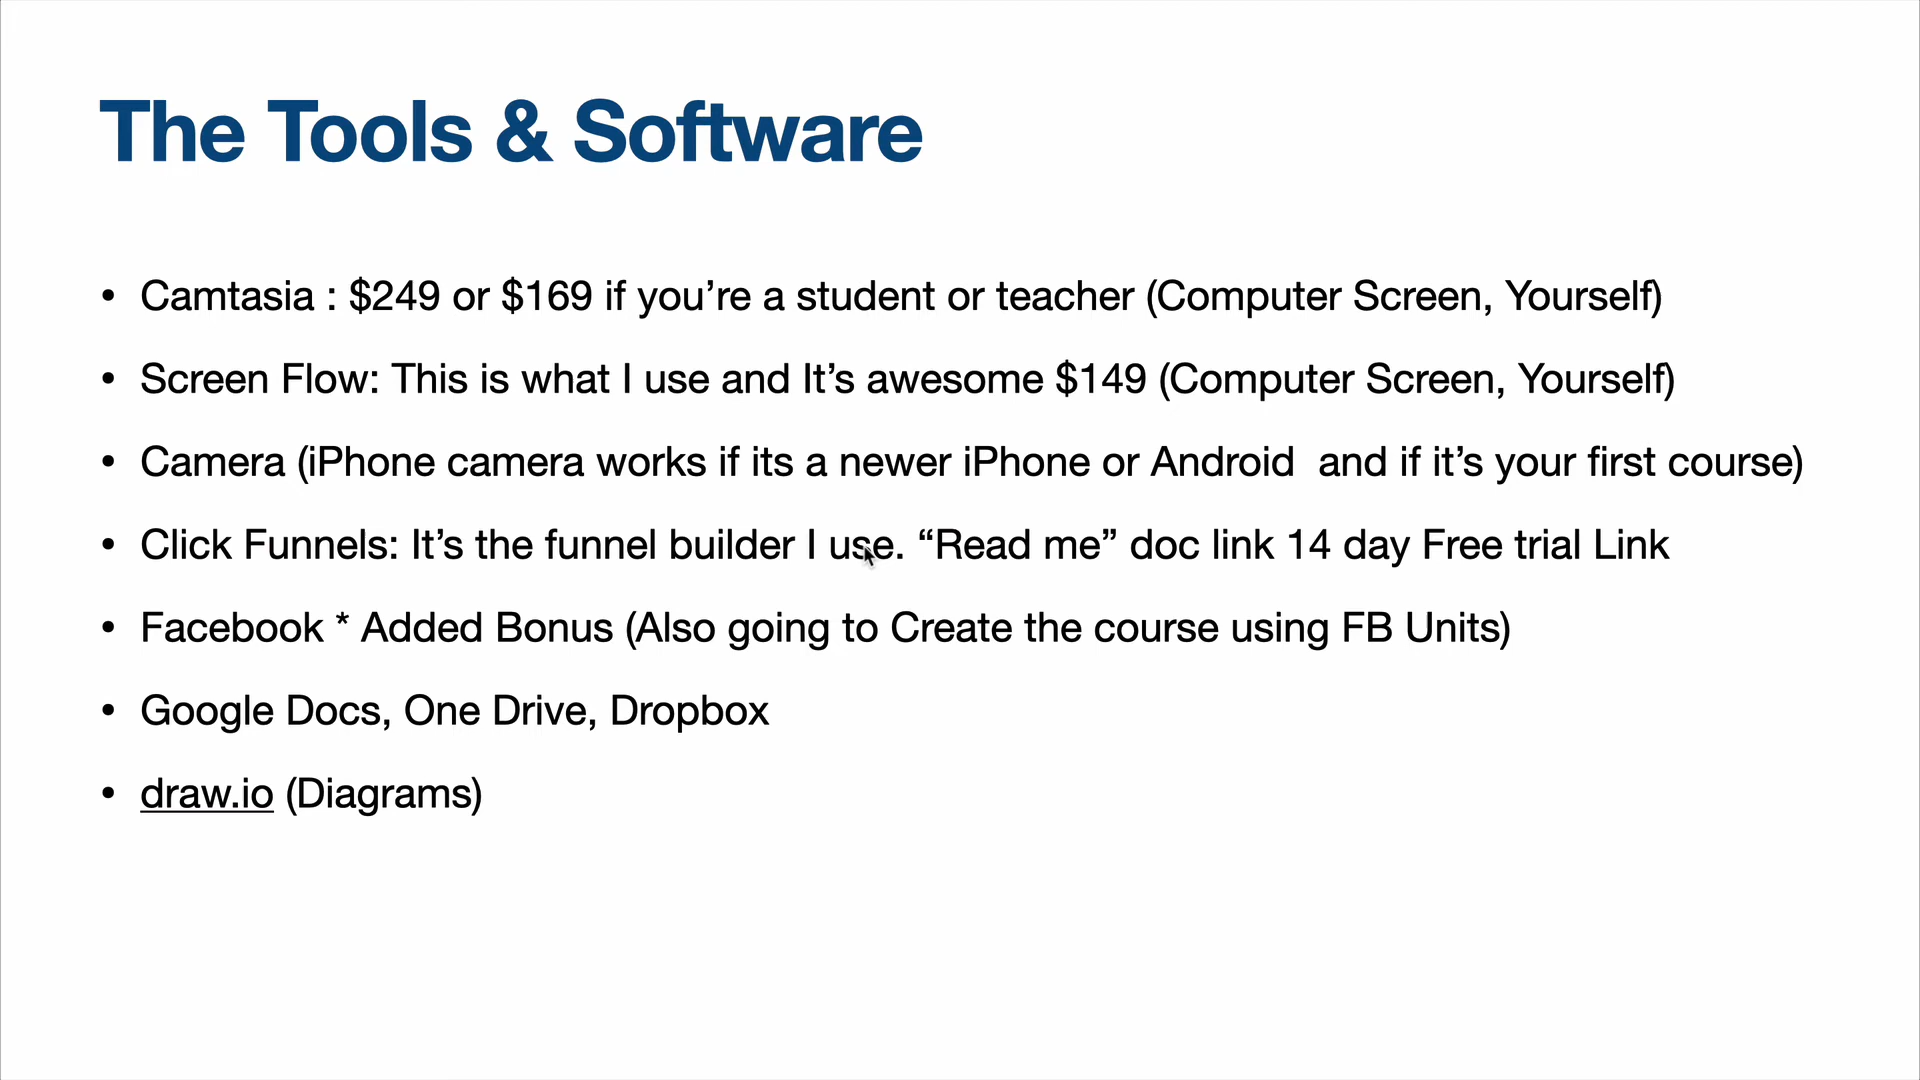 The Tools & Software
• Camtasia : $249 or $169 if you’re a student or teacher (Computer Screen, Yourself)
• Screen Flow: This is what I use and It’s awesome $149 (Computer Screen, Yourself)
• Camera (iPhone camera works if its a newer iPhone or Android  and if it’s your first course)
• Click Funnels: It’s the funnel builder I use. “Read me” doc link 14 day Free trial Link
• Facebook * Added Bonus (Also going to Create the course using FB Units)
• Google Docs, One Drive, Dropbox
• draw.io (Diagrams)